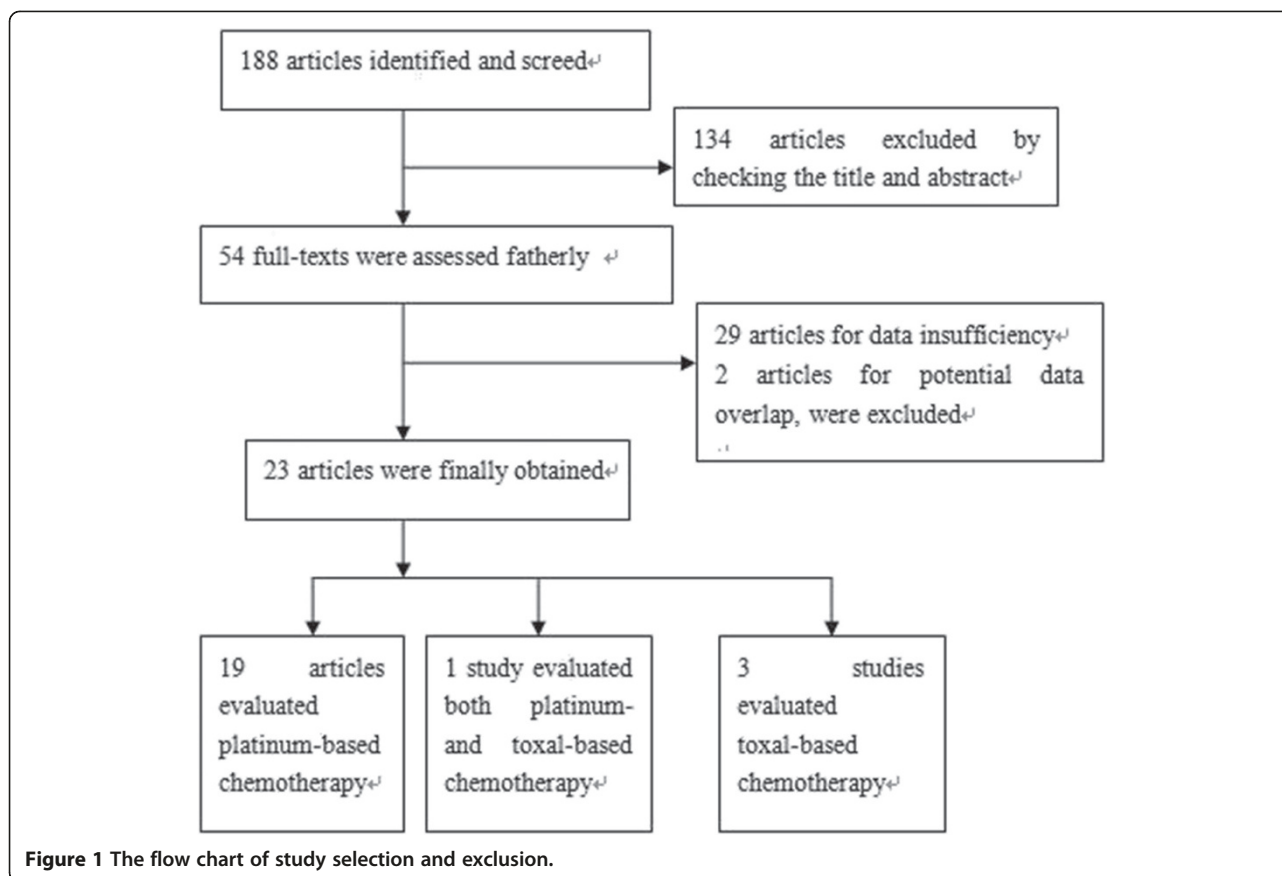 188 articles identified and screed↵
134 articles excluded by
checking the title and abstract↵
54 full-texts were assessed fatherly ↵
29 articles for data insufficiency↵
2 articles for potential data
overlap, were excluded↵
23 articles were finally obtained↵
19 articles
evaluated
platinum-based
chemotherapy↵
1 study evaluated
both platinum-
and toxal-based
chemotherapy↵
3 studies
evaluated
toxal-based
chemotherapy↵
Figure 1 The flow chart of study selection and exclusion.